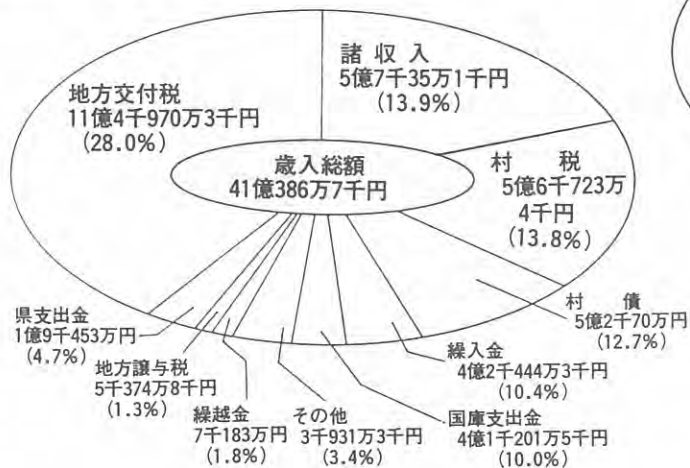 諸収入
5億7千35万1千円
(13.9%)
地方交付税
11億4千970万3千円
(28.0%)
歳入総額
41億386万7千円
村税
5億6千723万
4千円
(13.8%)
村債
5億2千70万円
(12.7%)
繰入金
4億2千444万3千円
(10.4%)
国庫支出金
4億1千201万5千円
(10.0%)
その他
3千931万3千円
(3.4%)
繰越金
7千183万円
(1.8%)
地方譲与税
5千374万8千円
(1.3%)
県支出金
1億9千453万円
(4.7%)